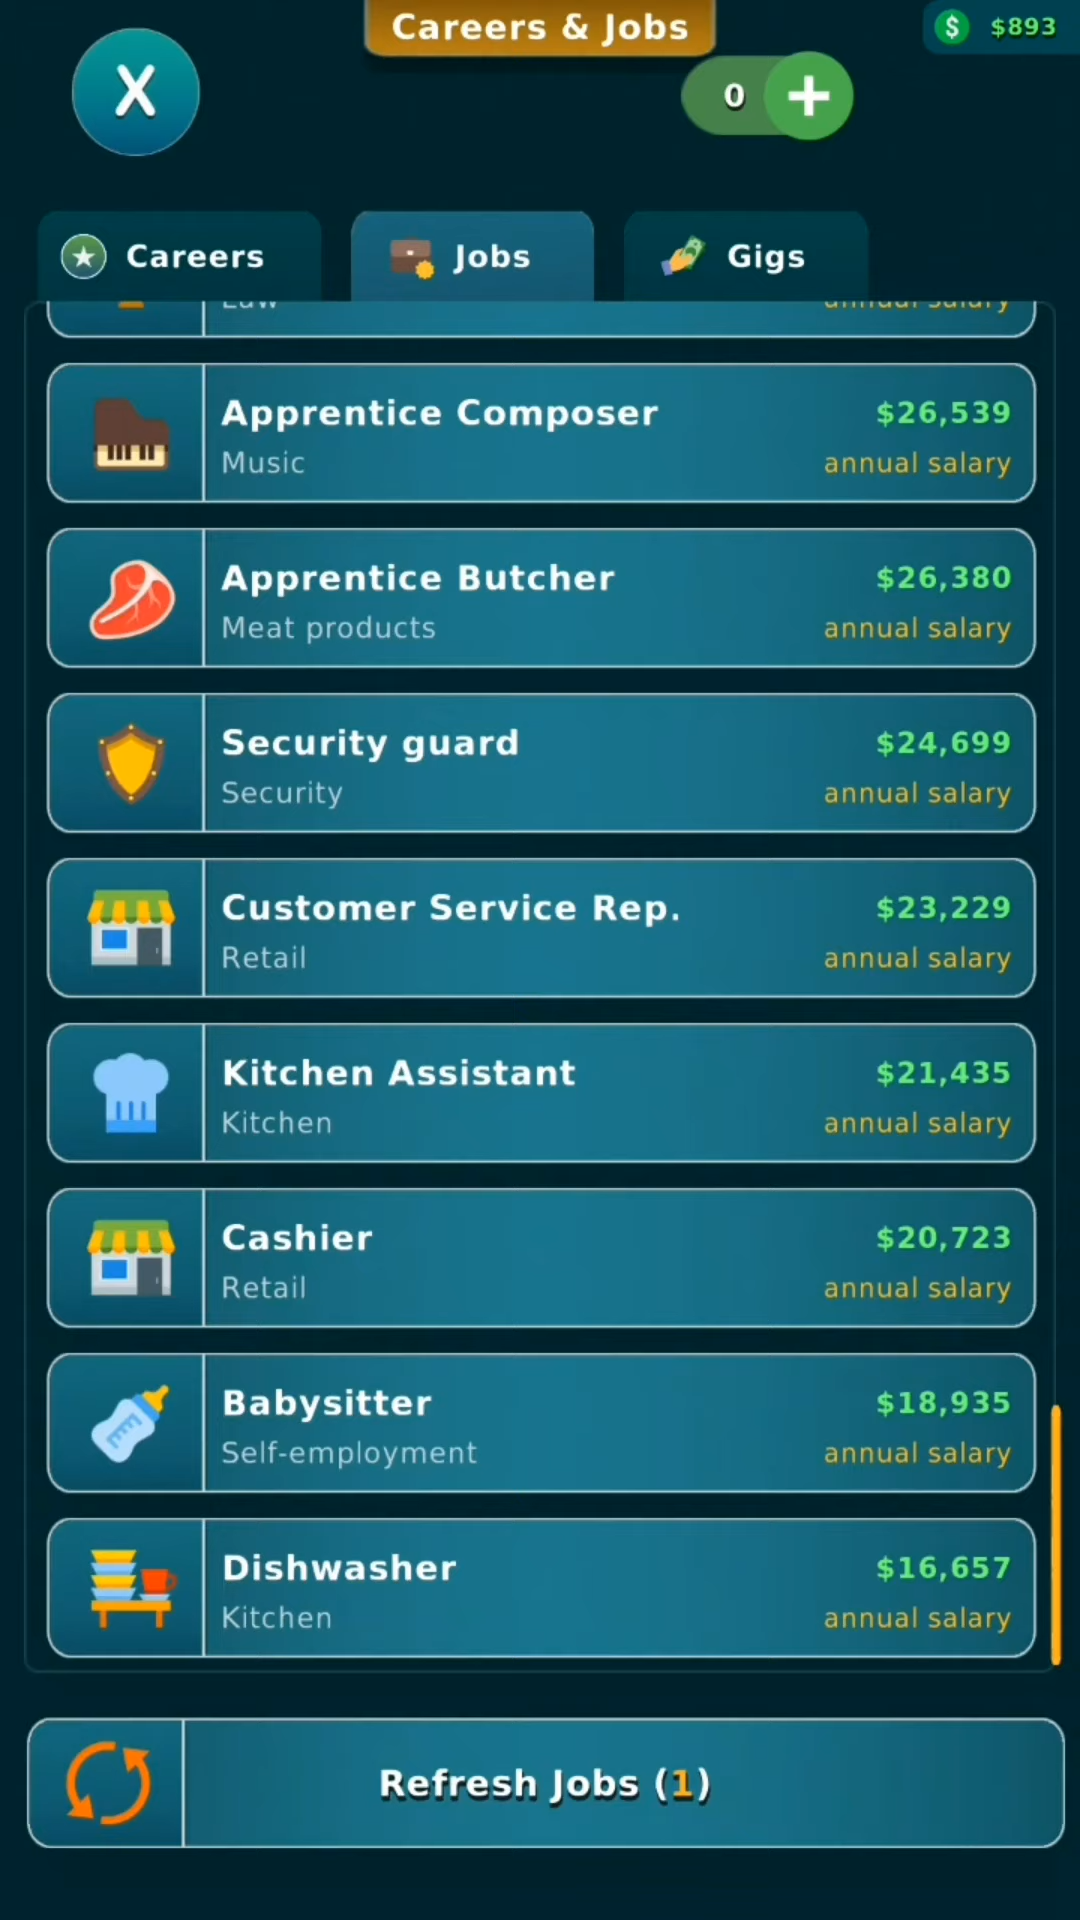 Careers & Jobs
$893
X
0
Careers
Jobs
Gigs
Law
annual salary
Apprentice Composer
$26,539
Music
annual salary
Apprentice Butcher
$26,380
Meat products
annual salary
Security guard
$24,699
Security
annual salary
Customer Service Rep.
$23,229
Retail
annual salary
Kitchen Assistant
$21,435
Kitchen
annual salary
Cashier
$20,723
Retail
annual salary
Babysitter
$18,935
Self-employment
annual salary
Dishwasher
$16,657
Kitchen
annual salary
Refresh Jobs (1)